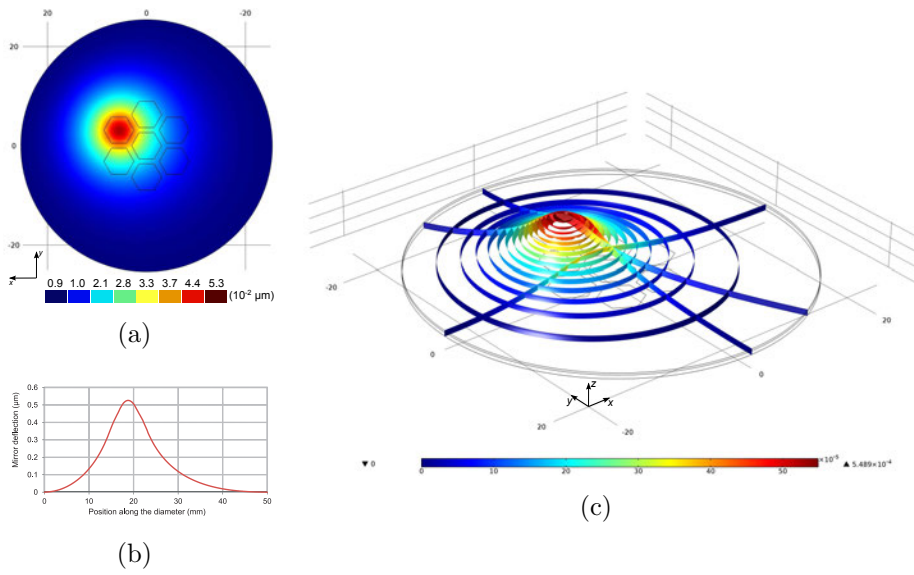 20 0 -20
20
0
-20
y
x
0.9 1.0 2.1 2.8 3.3 3.7 4.4 5.3 (10⁻² μm)
(a)
0.6
0.5
0.4
0.3
0.2
0.1
0
0 10 20 30 40 50
Mirror deflection (μm)
Position along the diameter (mm)
(b)
-20
0
20
20
0
-20
z
y x
▼ 0
0 10 20 30 40 50
×10⁻⁵
▲ 5.489×10⁻⁴
(c)